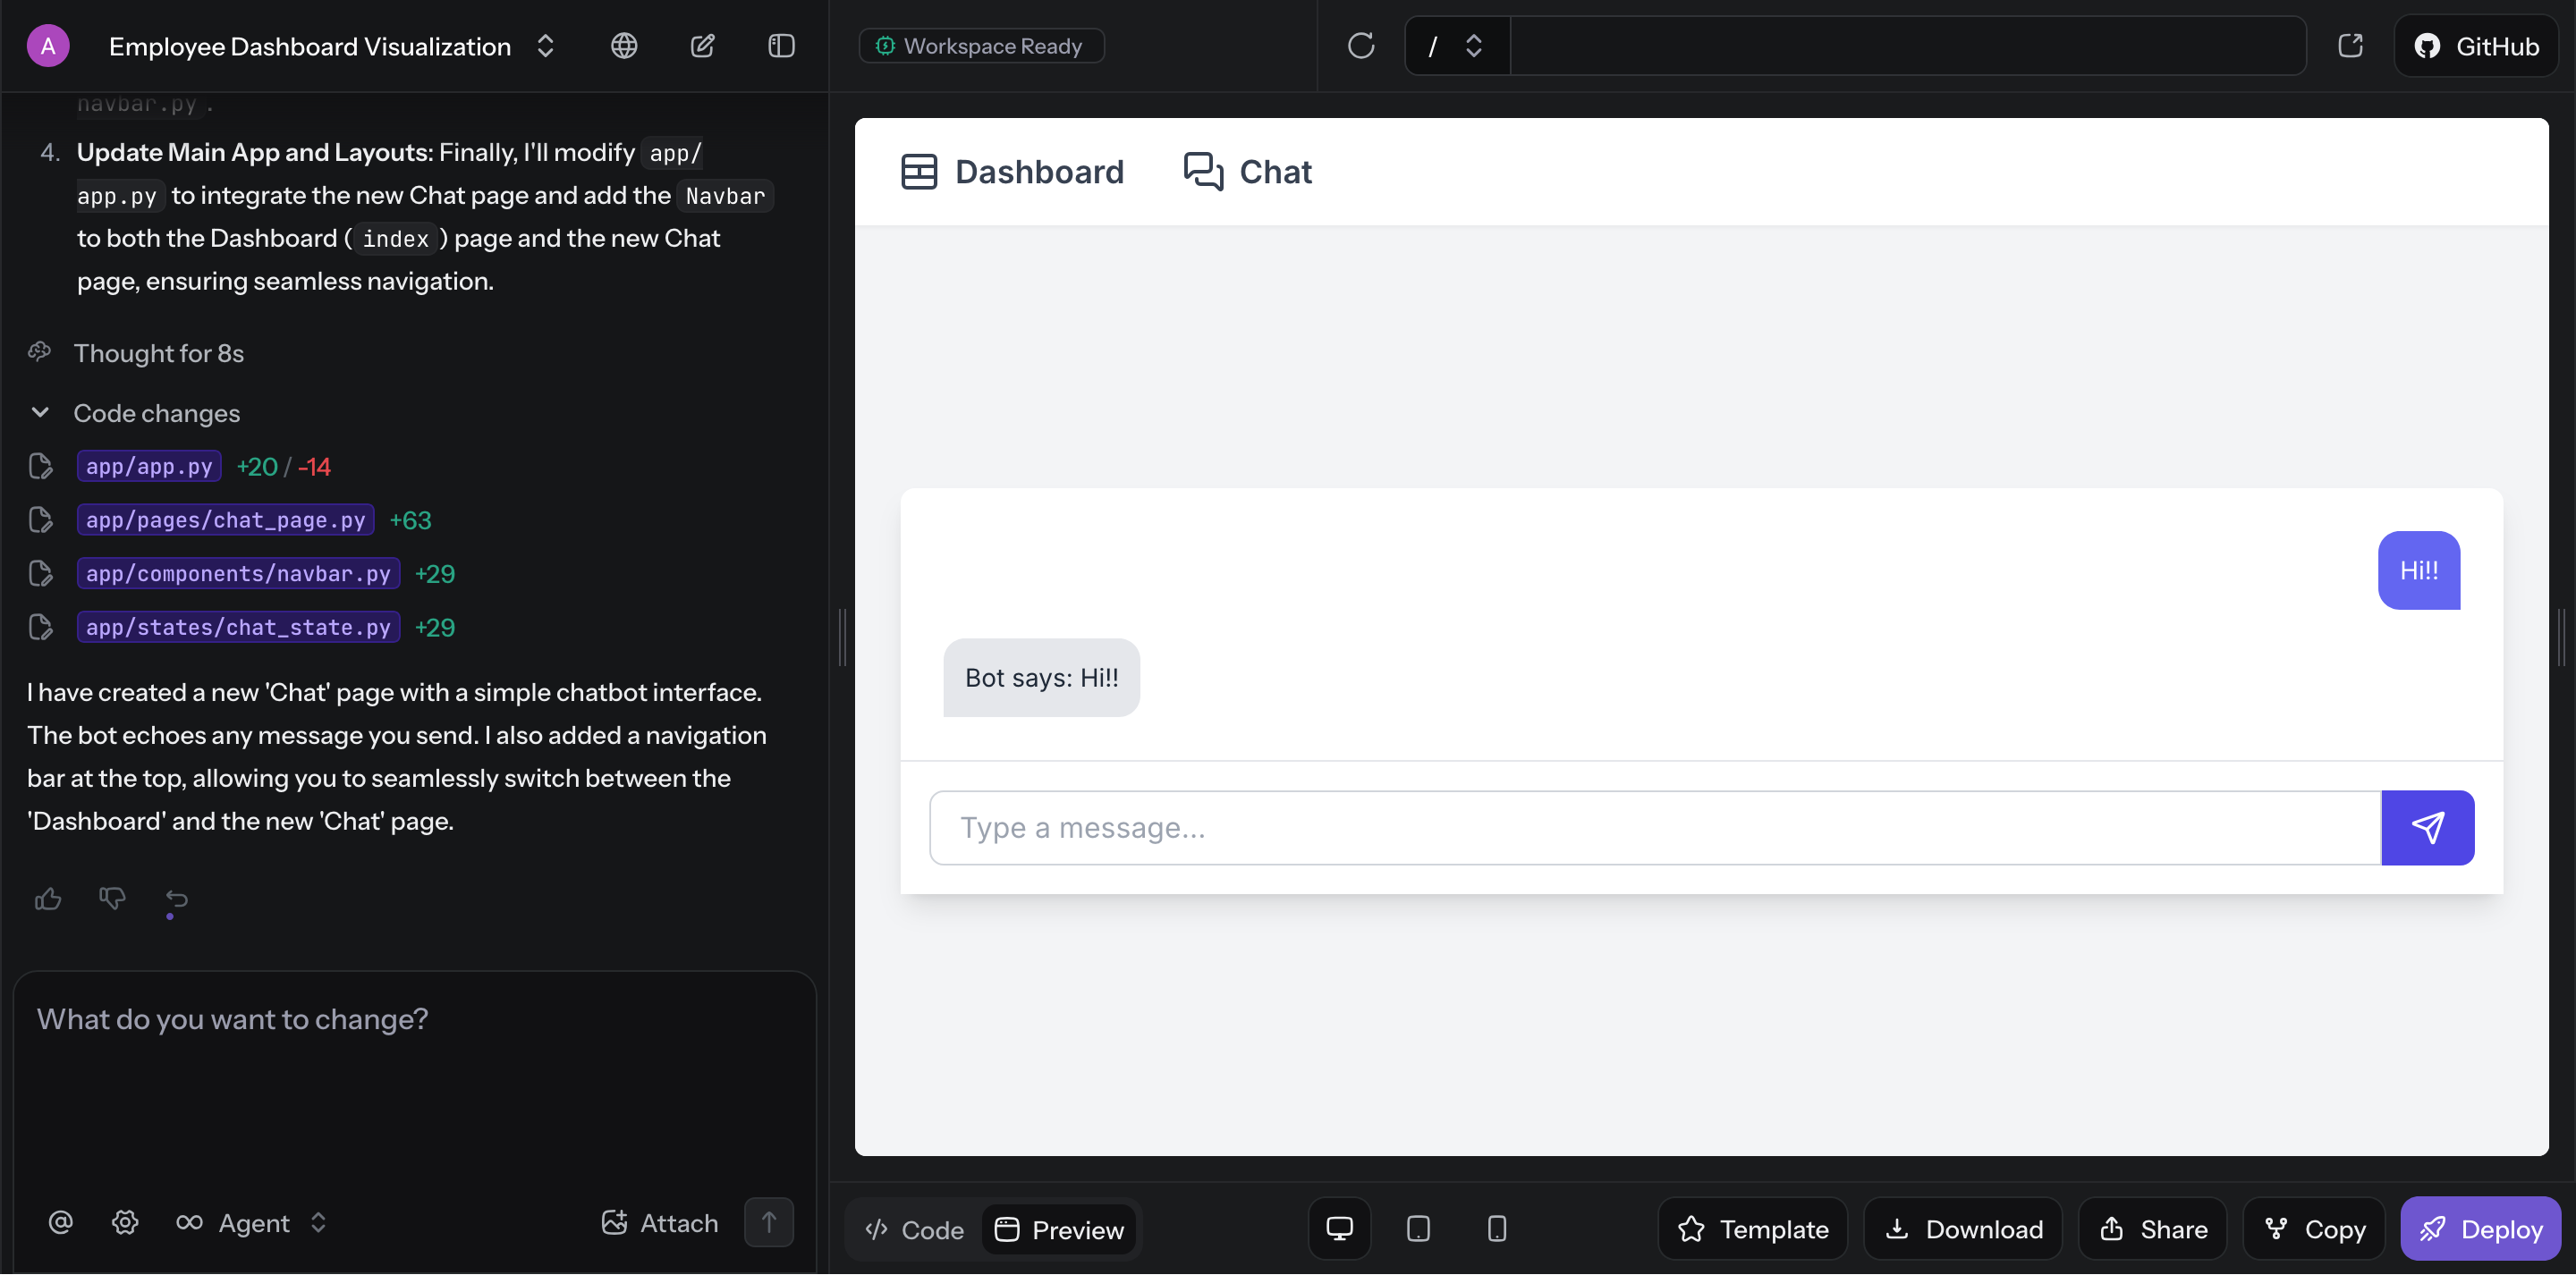 A
Employee Dashboard Visualization
Workspace Ready
/
GitHub
navbar.py.
4. Update Main App and Layouts: Finally, I'll modify app/
app.py to integrate the new Chat page and add the Navbar
to both the Dashboard (index) page and the new Chat
page, ensuring seamless navigation.
Thought for 8s
Code changes
app/app.py +20 / -14
app/pages/chat_page.py +63
app/components/navbar.py +29
app/states/chat_state.py +29
I have created a new 'Chat' page with a simple chatbot interface.
The bot echoes any message you send. I also added a navigation
bar at the top, allowing you to seamlessly switch between the
'Dashboard' and the new 'Chat' page.
What do you want to change?
Agent
Attach
Dashboard
Chat
Hi!!
Bot says: Hi!!
Type a message...
Code
Preview
Template
Download
Share
Copy
Deploy